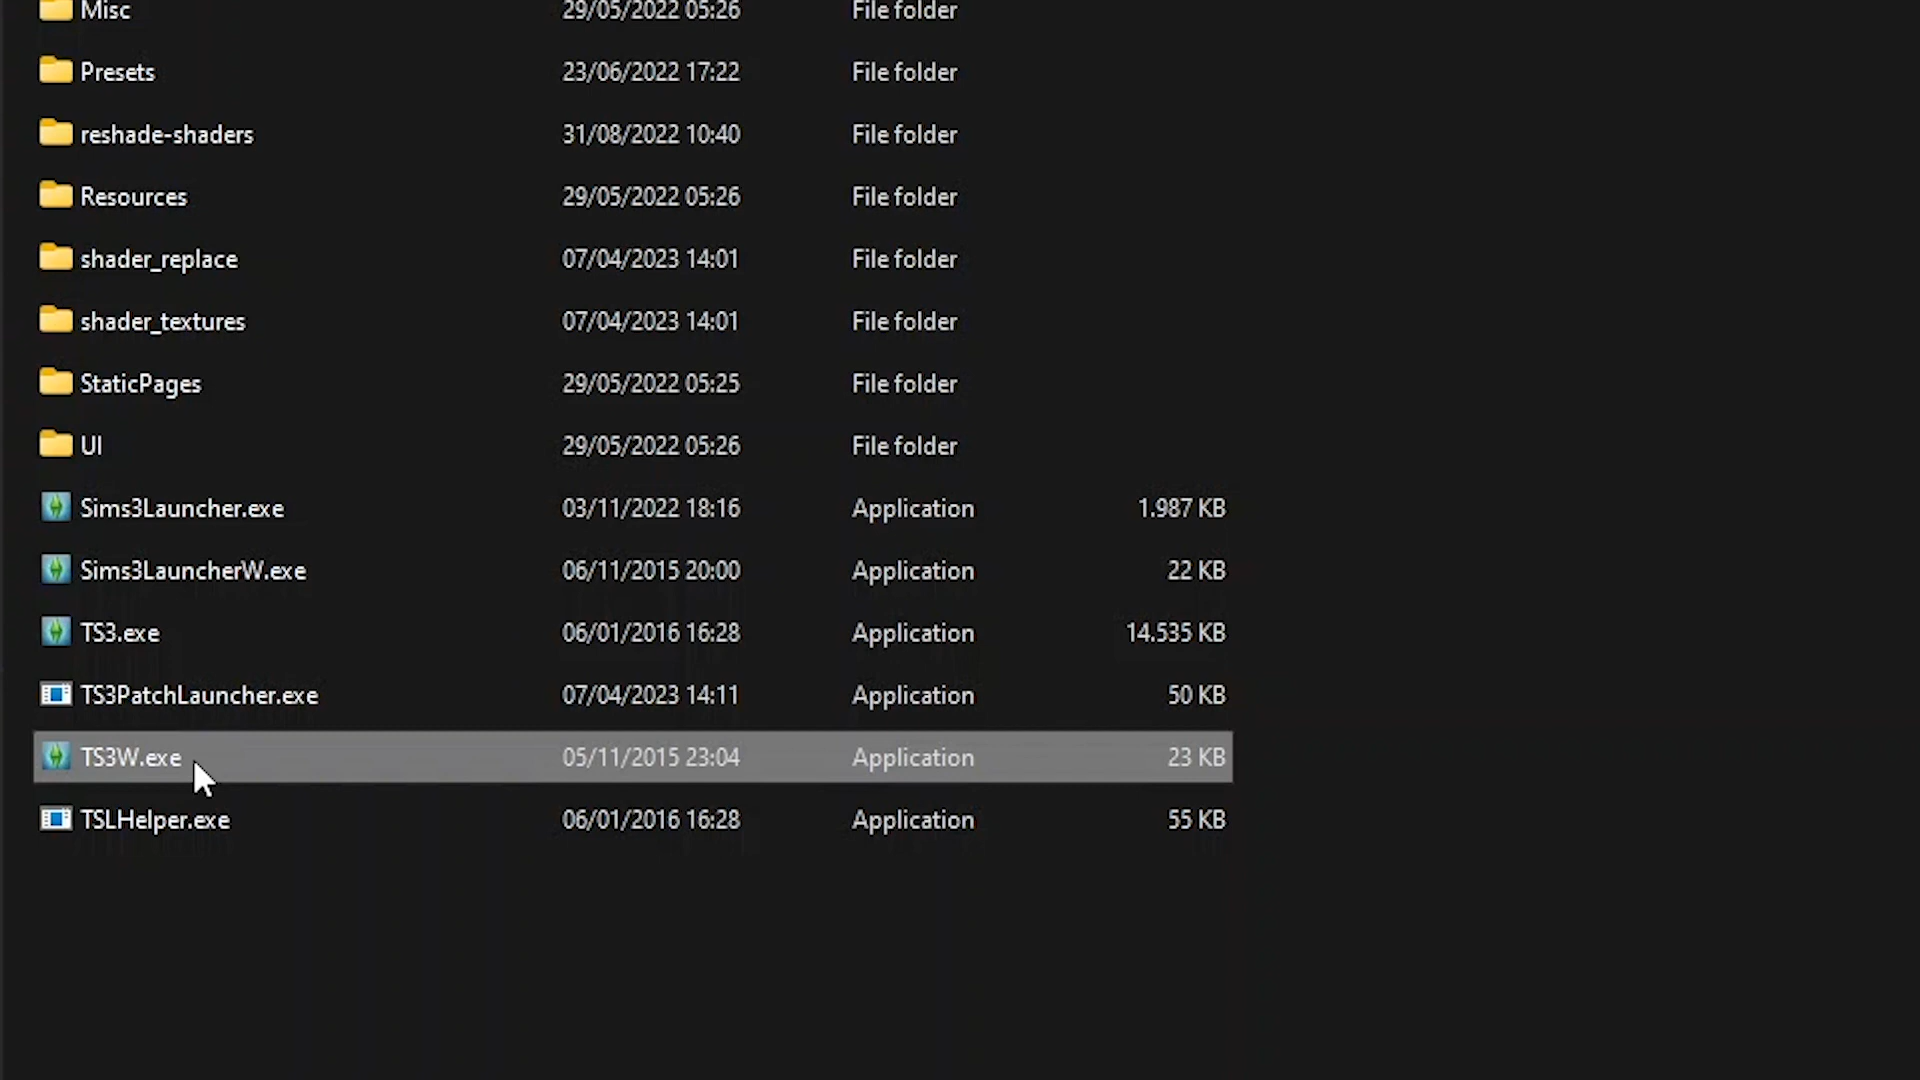 Misc 29/05/2022 05:26 File folder
Presets 23/06/2022 17:22 File folder
reshade-shaders 31/08/2022 10:40 File folder
Resources 29/05/2022 05:26 File folder
shader_replace 07/04/2023 14:01 File folder
shader_textures 07/04/2023 14:01 File folder
StaticPages 29/05/2022 05:25 File folder
UI 29/05/2022 05:26 File folder
Sims3Launcher.exe 03/11/2022 18:16 Application 1.987 KB
Sims3LauncherW.exe 06/11/2015 20:00 Application 22 KB
TS3.exe 06/01/2016 16:28 Application 14.535 KB
TS3PatchLauncher.exe 07/04/2023 14:11 Application 50 KB
TS3W.exe 05/11/2015 23:04 Application 23 KB
TSLHelper.exe 06/01/2016 16:28 Application 55 KB